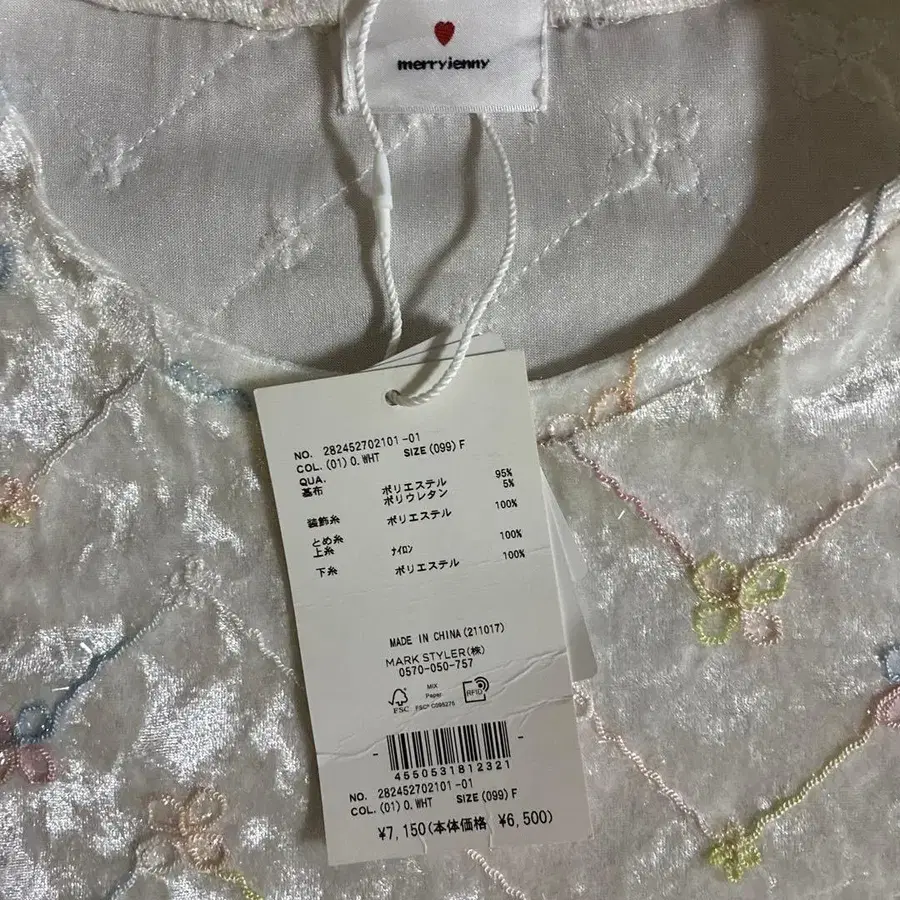 merryjenny
NO. 282452702101-01
COL. (01) O.WHT SIZE (099) F
QUA.
基布 ポリエステル 95%
ポリウレタン 5%
装飾糸 ポリエステル 100%
とめ糸
上糸 ナイロン 100%
下糸 ポリエステル 100%
MADE IN CHINA (211017)
MARK STYLER(株)
0570-050-757
FSC MIX RFID
Paper
FSC® C095275
4550531812321
NO. 282452702101-01
COL. (01) O.WHT SIZE (099) F
¥7,150(本体価格 ¥6,500)